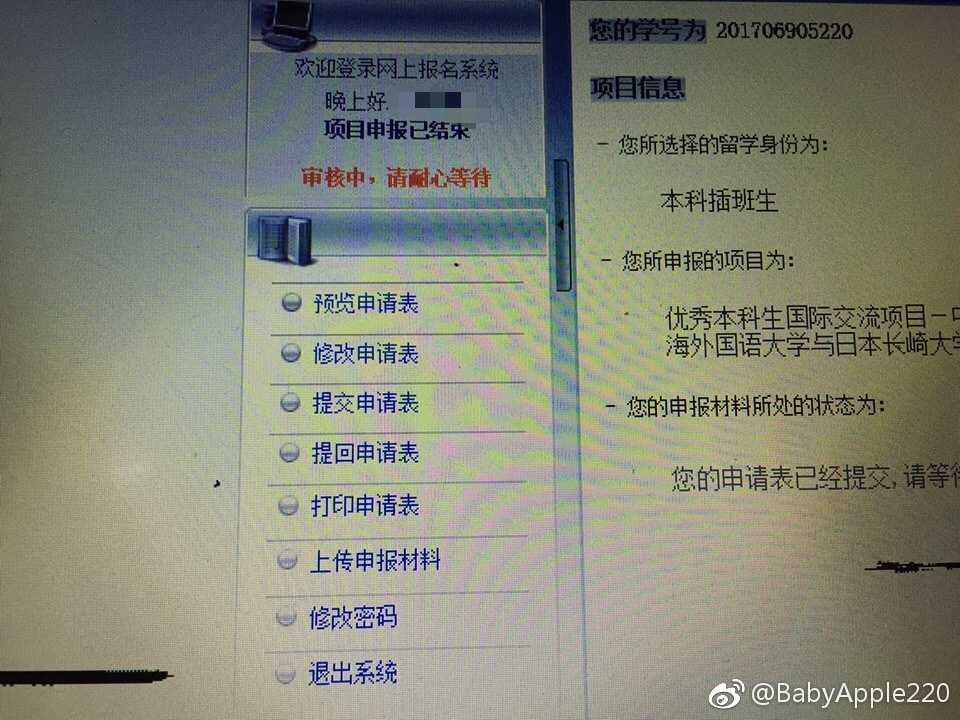 欢迎登录网上报名系统
晚上好.
项目申报已结束
审核中，请耐心等待
预览申请表
修改申请表
提交申请表
提回申请表
打印申请表
上传申报材料
修改密码
退出系统
您的学号为 201706905220
项目信息
- 您所选择的留学身份为:
本科插班生
- 您所申报的项目为:
优秀本科生国际交流项目－
海外国语大学与日本长崎大学
- 您的申报材料所处的状态为:
您的申请表已经提交,请等待
@BabyApple220